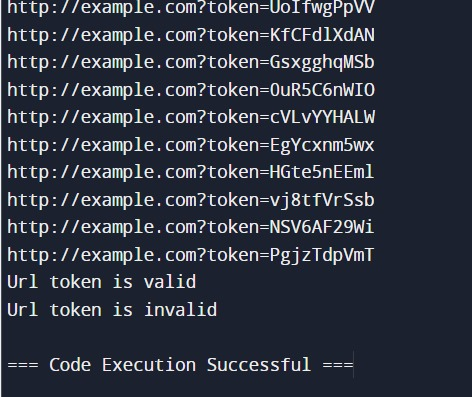 http://example.com?token=UoIfwgPpVV
http://example.com?token=KfCFdlXdAN
http://example.com?token=GsxgghqMSb
http://example.com?token=0uR5C6nWIO
http://example.com?token=cVLvYYHALW
http://example.com?token=EgYcxnm5wx
http://example.com?token=HGte5nEEml
http://example.com?token=vj8tfVrSsb
http://example.com?token=NSV6AF29Wi
http://example.com?token=PgjzTdpVmT
Url token is valid
Url token is invalid
=== Code Execution Successful ===